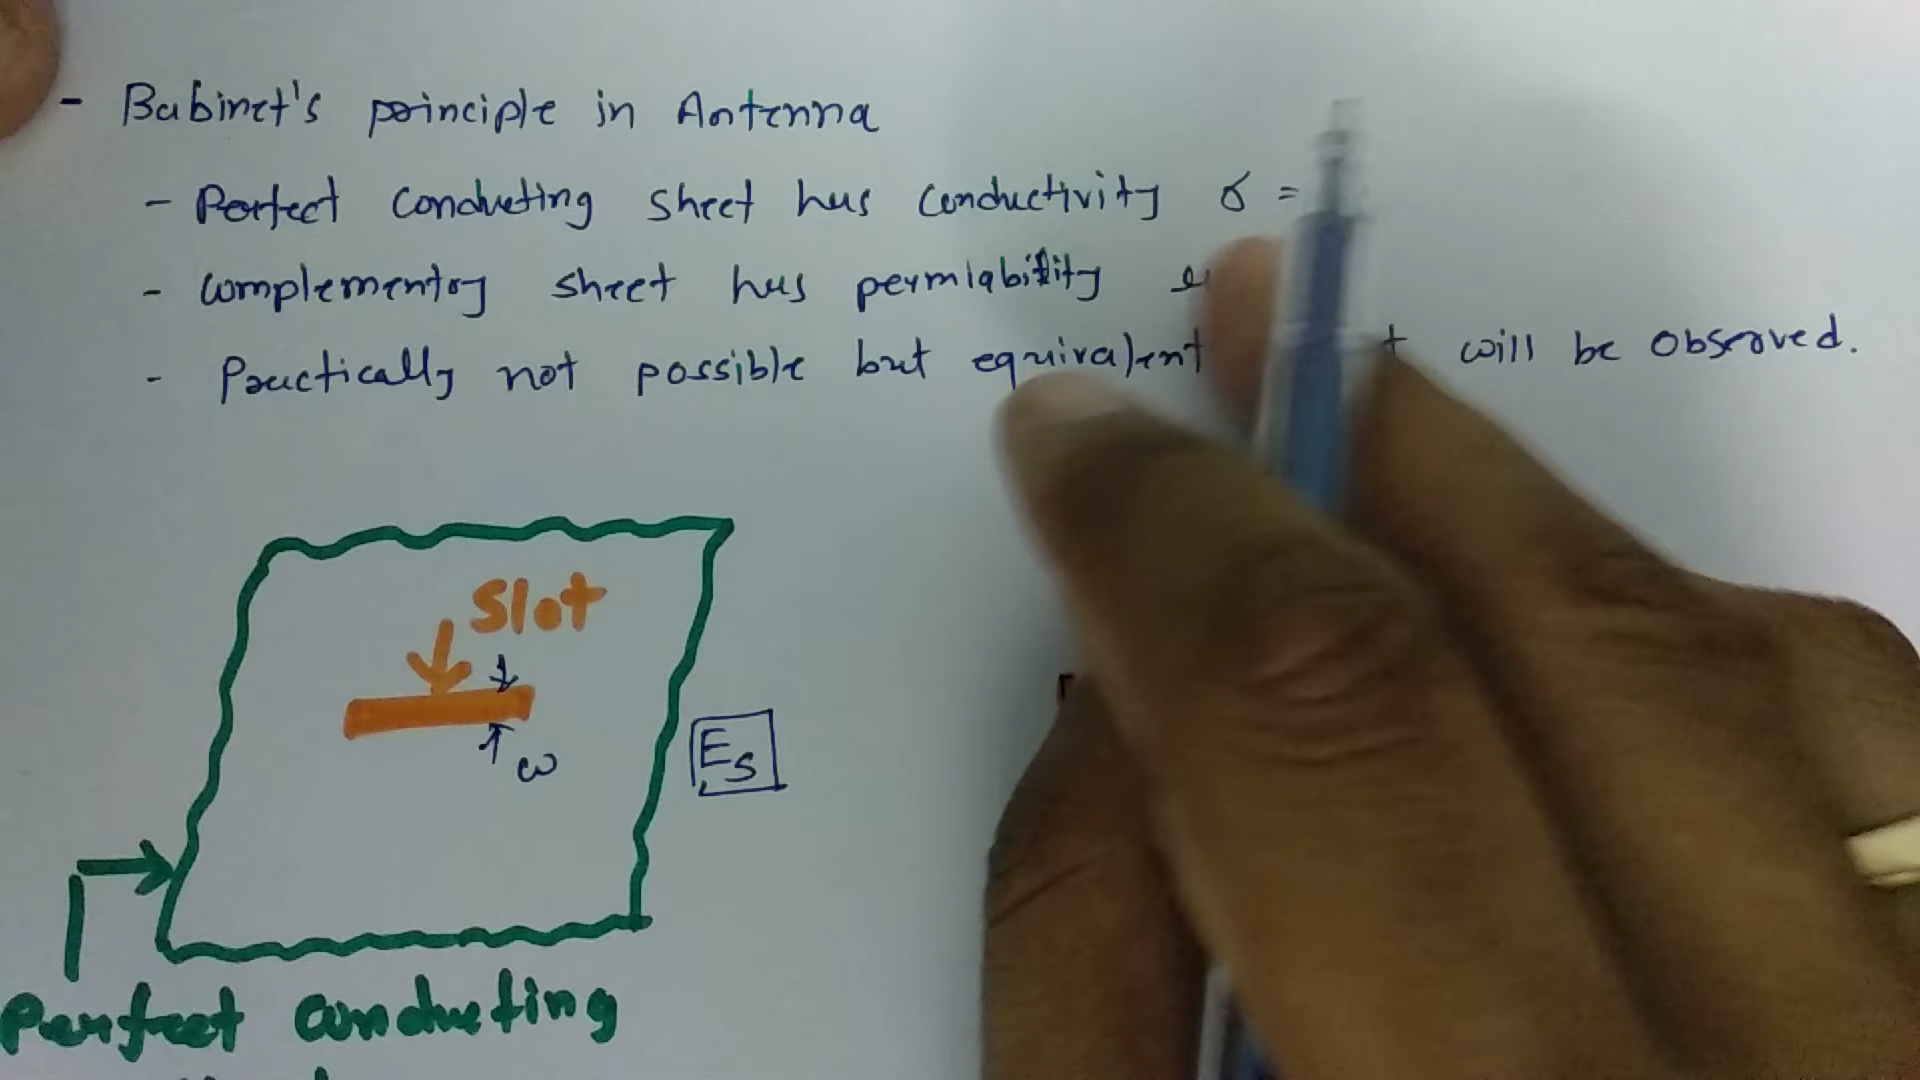 - Babinet's principle in Antenna
- Perfect conducting sheet has conductivity σ =
- complementry sheet has permiability
- Practically not possible but equivalent will be observed.
Slot
w
Es
Perfect conducting